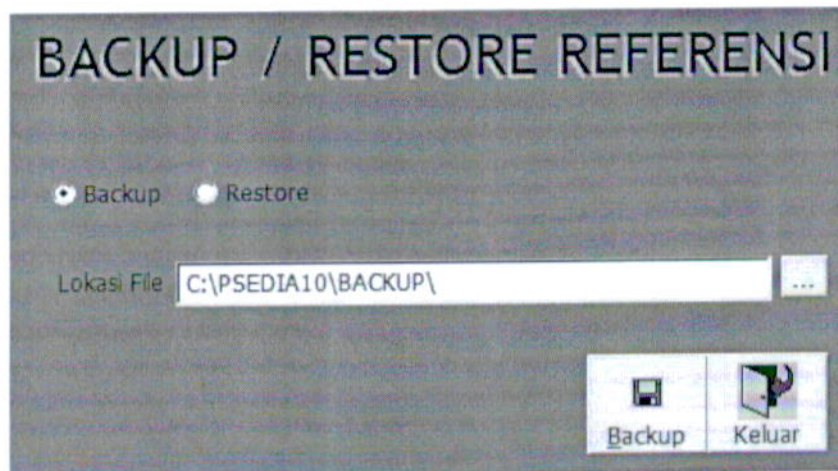 BACKUP / RESTORE REFERENSI
Backup Restore
Lokasi File C:\PSEDIA10\BACKUP\ ...
Backup Keluar